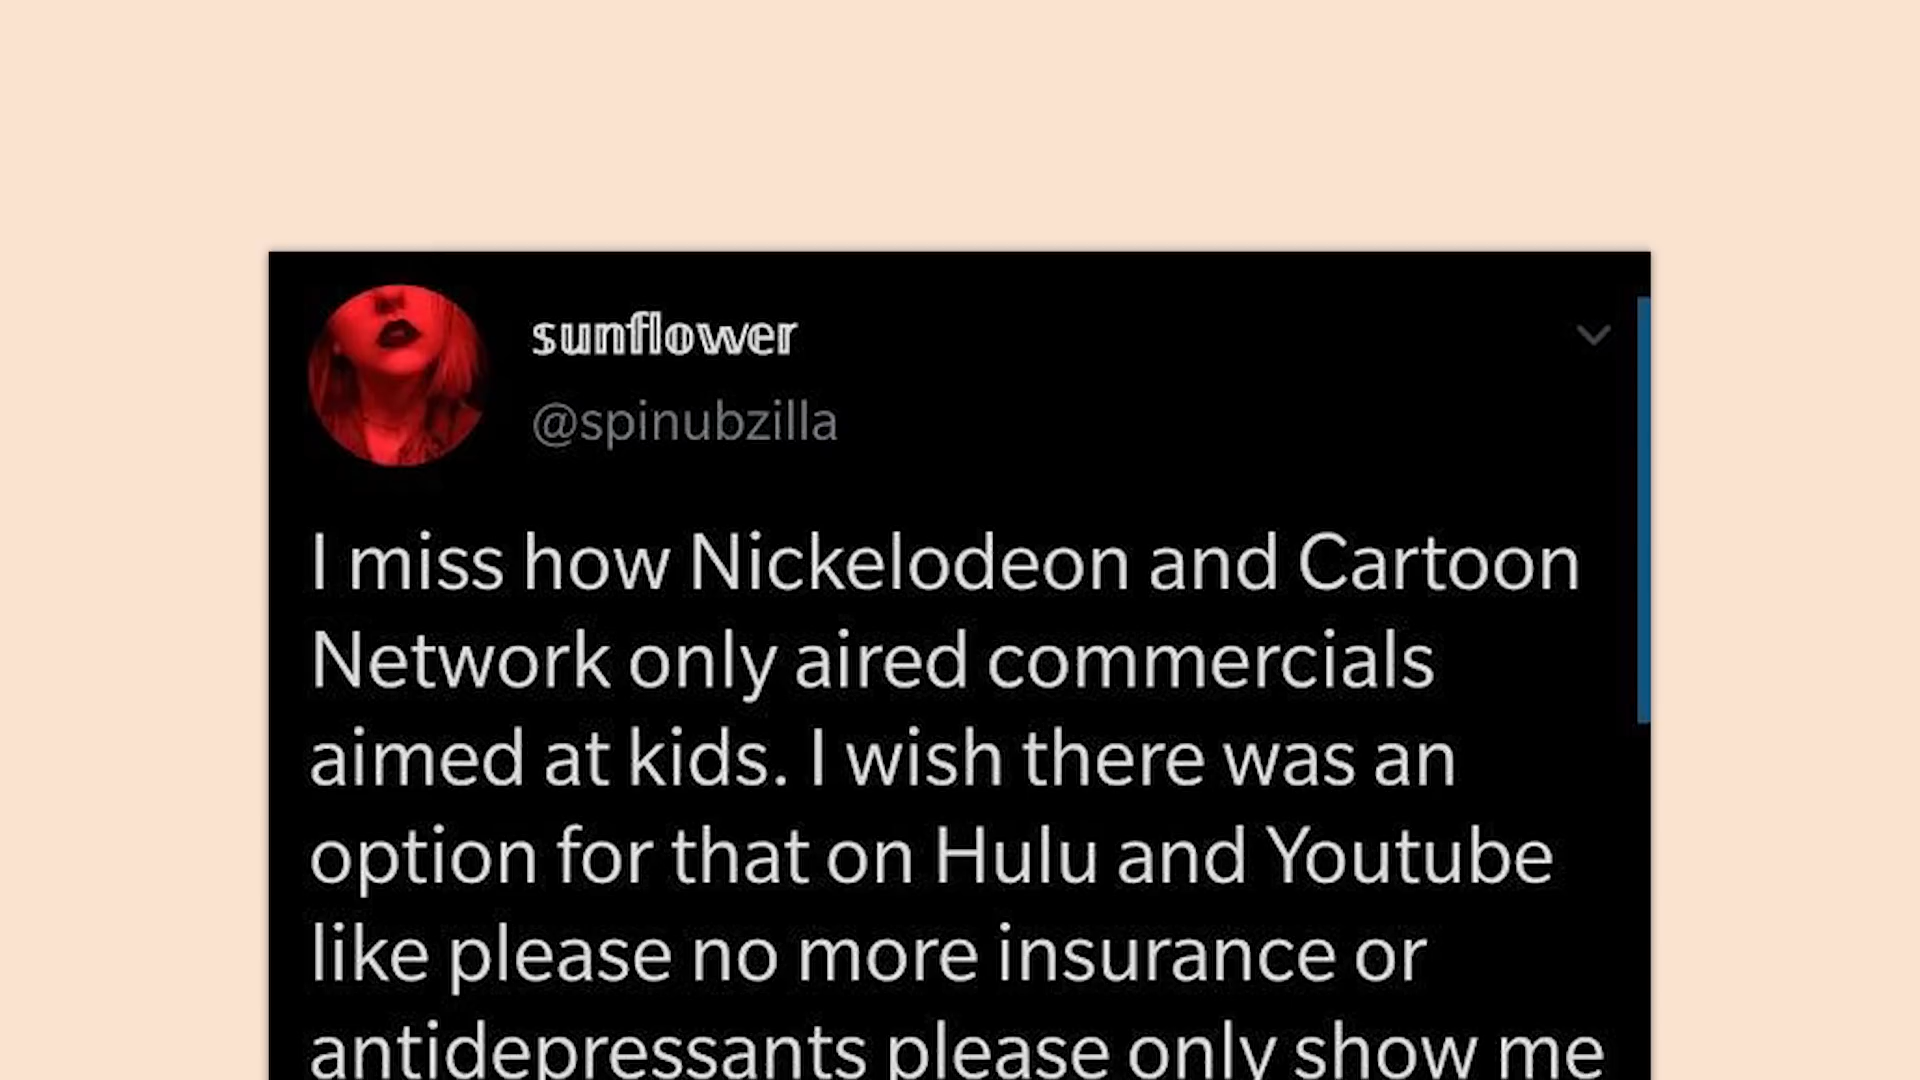 sunflower
@spinubzilla
I miss how Nickelodeon and Cartoon
Network only aired commercials
aimed at kids. I wish there was an
option for that on Hulu and Youtube
like please no more insurance or
antidepressants please only show me